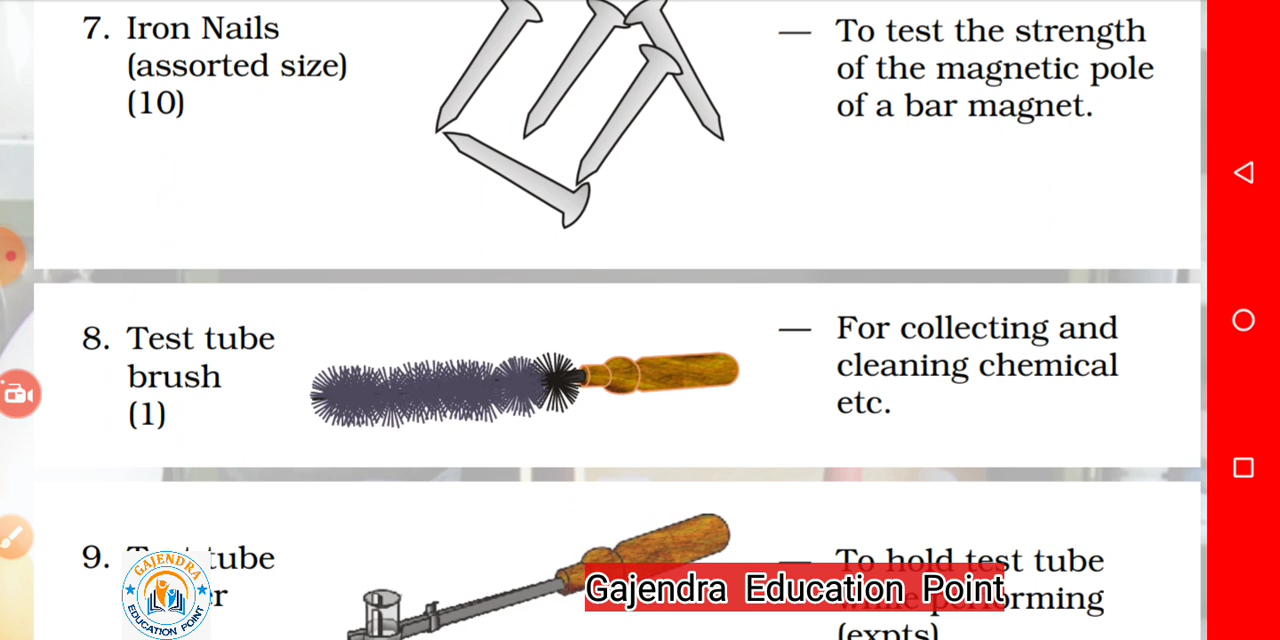 7. Iron Nails
(assorted size)
(10)
— To test the strength
of the magnetic pole
of a bar magnet.
8. Test tube
brush
(1)
— For collecting and
cleaning chemical
etc.
9. tube
— To hold test tube
while performing
(expts)
GAJENDRA
EDUCATION POINT
Gajendra Education Point